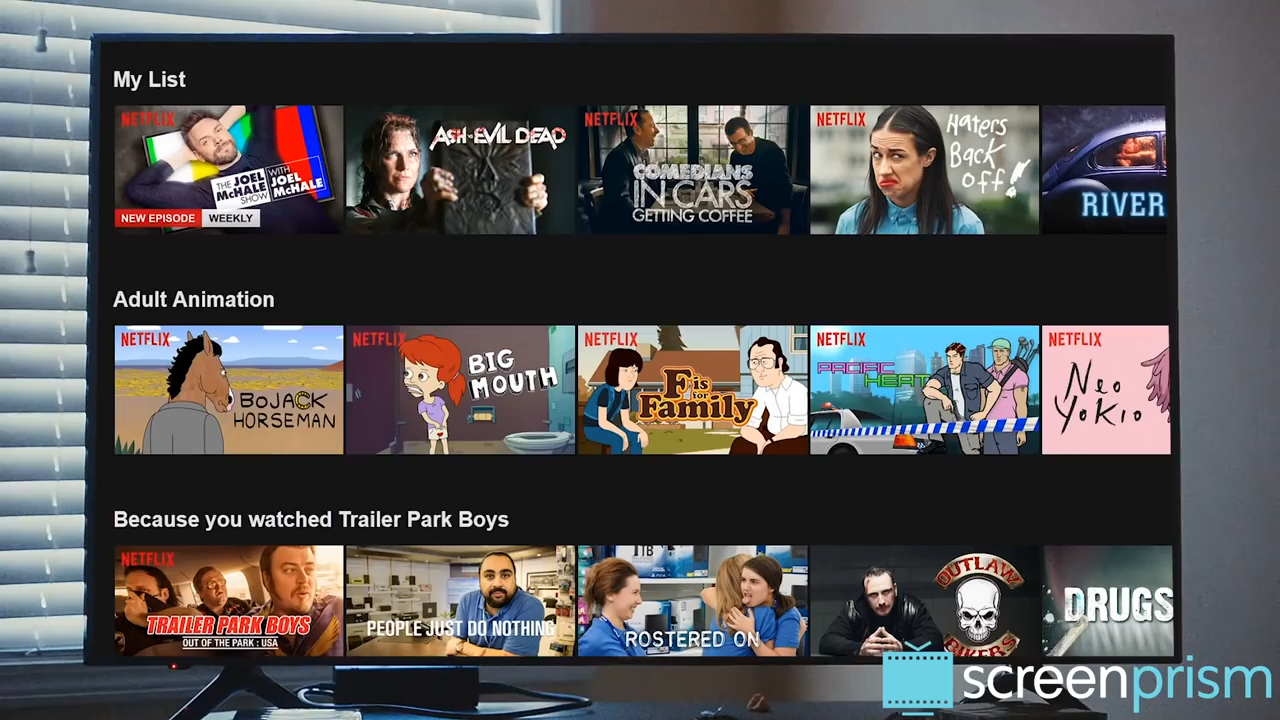 My List
NETFLIX
THE JOEL
McHALE
SHOW
WITH
JOEL
McHALE
NEW EPISODE WEEKLY
ASH vs EVIL DEAD
NETFLIX
COMEDIANS
IN CARS
GETTING COFFEE
NETFLIX
Haters
Back
Off!
RIVER
Adult Animation
NETFLIX
BOJACK
HORSEMAN
NETFLIX
BIG
MOUTH
NETFLIX
F is
for
Family
NETFLIX
PACIFIC
HEAT
NETFLIX
Neo
Yokio
Because you watched Trailer Park Boys
NETFLIX
TRAILER PARK BOYS
OUT OF THE PARK : USA
PEOPLE JUST DO NOTHING
1TB
ROSTERED ON
OUTLAW
BIKERS
DRUGS
screenprism